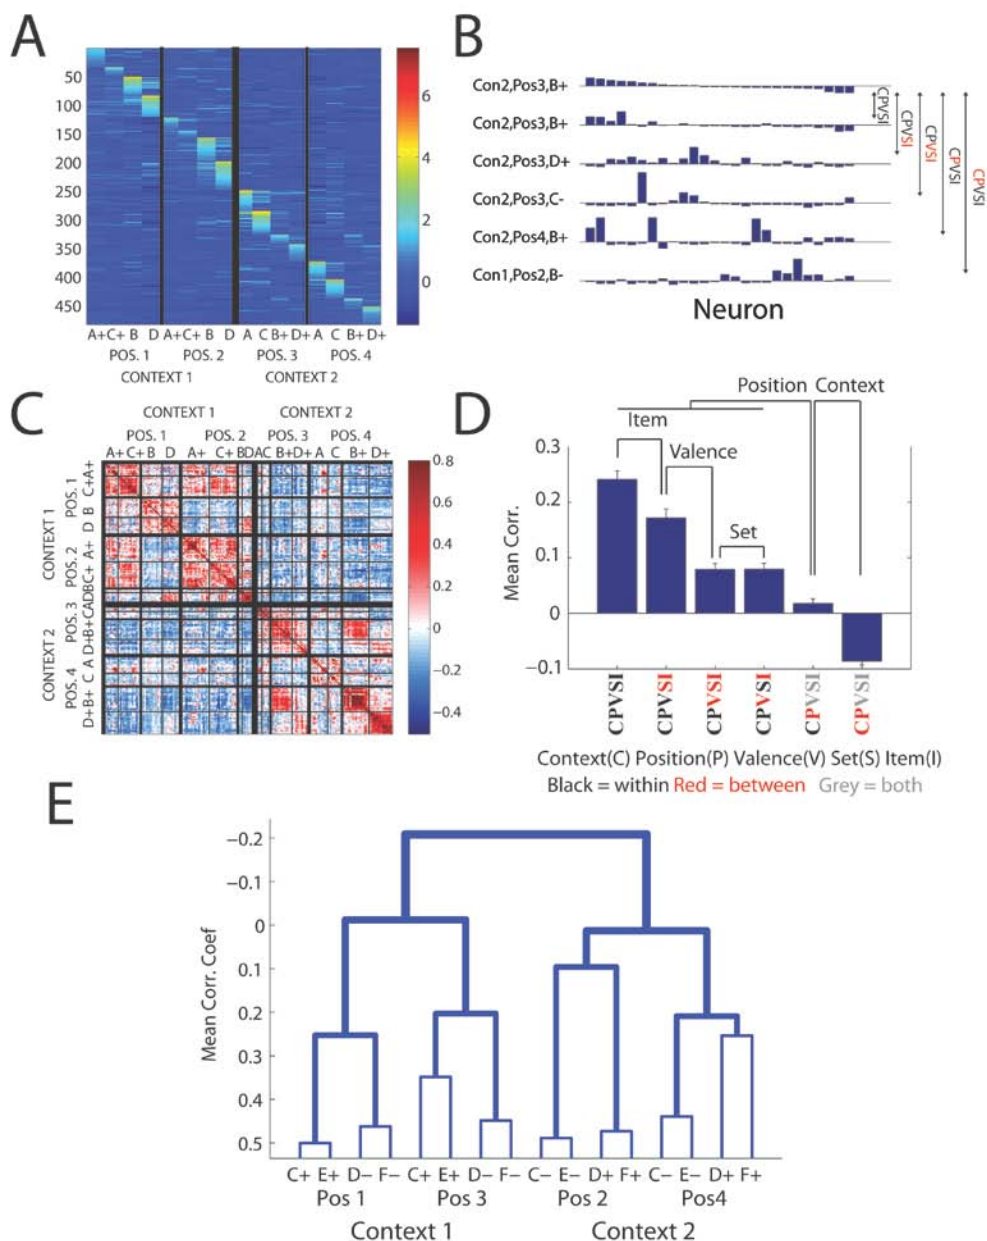 A
50
100
150
200
250
300
350
400
450
6
4
2
0
A+ C+ B D A+ C+ B D A C B+ D+ A C B+ D+
POS. 1 POS. 2 POS. 3 POS. 4
CONTEXT 1 CONTEXT 2
B
Con2,Pos3,B+
Con2,Pos3,B+
Con2,Pos3,D+
Con2,Pos3,C-
Con2,Pos4,B+
Con1,Pos2,B-
CPVSI
CPVSI
CPVSI
CPVSI
CPVSI
Neuron
C
CONTEXT 1 CONTEXT 2
POS. 1 POS. 2 POS. 3 POS. 4
A+ C+ B D A+ C+ B D A C B+ D+ A C B+ D+
CONTEXT 1
POS. 1
A+
C+
B
D
POS. 2
A+
C+
B
D
CONTEXT 2
POS. 3
A
C
B+
D+
POS. 4
A
C
B+
D+
0.8
0.6
0.4
0.2
0
−0.2
−0.4
D
Position Context
Item
Valence
Set
Mean Corr.
0.3
0.2
0.1
0
−0.1
CPVSI CPVSI CPVSI CPVSI CPVSI CPVSI
Context(C) Position(P) Valence(V) Set(S) Item(I)
Black = within Red = between Grey = both
E
Mean Corr. Coef
−0.2
−0.1
0
0.1
0.2
0.3
0.4
0.5
C+ E+ D− F− C+ E+ D− F− C− E− D+ F+ C− E− D+ F+
Pos 1 Pos 3 Pos 2 Pos4
Context 1 Context 2